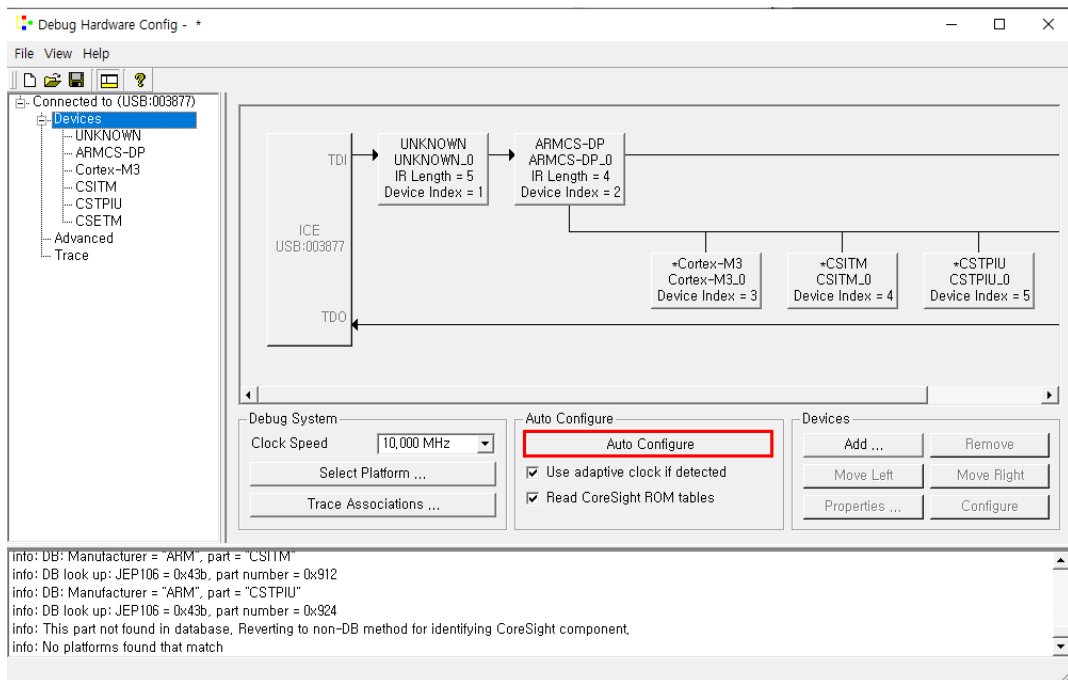 Debug Hardware Config - *
File View Help
Connected to (USB:003877)
Devices
UNKNOWN
ARMCS-DP
Cortex-M3
CSITM
CSTPIU
CSETM
Advanced
Trace
TDI
ICE
USB:003877
TDO
UNKNOWN
UNKNOWN_0
IR Length = 5
Device Index = 1
ARMCS-DP
ARMCS-DP_0
IR Length = 4
Device Index = 2
*Cortex-M3
Cortex-M3_0
Device Index = 3
*CSITM
CSITM_0
Device Index = 4
*CSTPIU
CSTPIU_0
Device Index = 5
Debug System
Clock Speed 10,000 MHz
Select Platform ...
Trace Associations ...
Auto Configure
Auto Configure
Use adaptive clock if detected
Read CoreSight ROM tables
Devices
Add ... Remove
Move Left Move Right
Properties ... Configure
info: DB: Manufacturer = "ARM", part = "CSITM"
info: DB look up: JEP106 = 0x43b, part number = 0x912
info: DB: Manufacturer = "ARM", part = "CSTPIU"
info: DB look up: JEP106 = 0x43b, part number = 0x924
info: This part not found in database, Reverting to non-DB method for identifying CoreSight component,
info: No platforms found that match